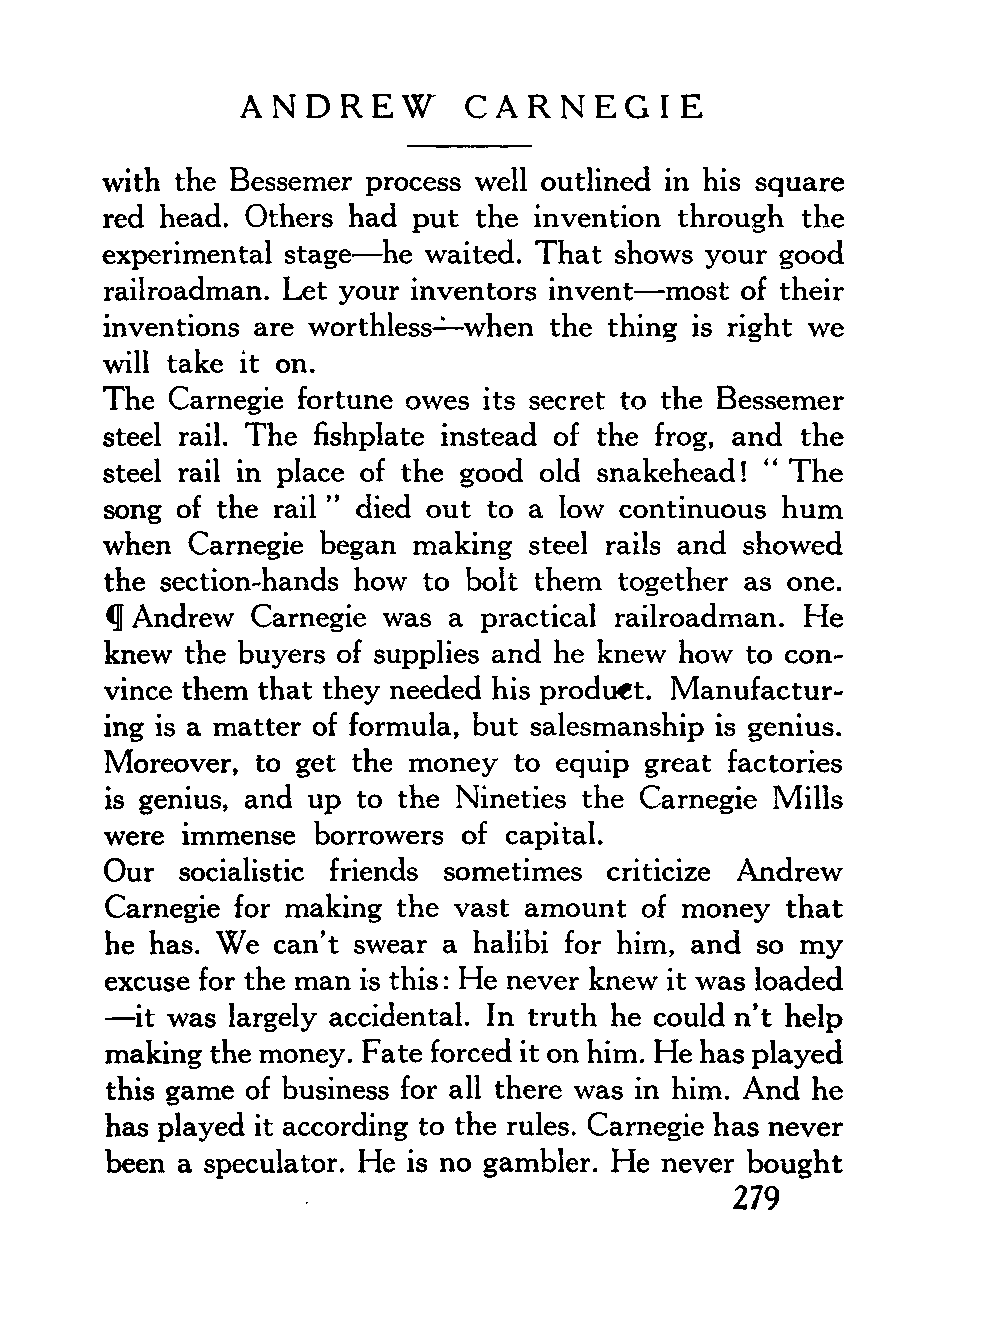 ANDREW CARNEGIE
with the Bessemer process well outlined in his square
red head. Others had put the invention through the
experimental stage—he waited. That shows your good
railroadman. Let your inventors invent—most of their
inventions are worthless—when the thing is right we
will take it on.
The Carnegie fortune owes its secret to the Bessemer
steel rail. The fishplate instead of the frog, and the
steel rail in place of the good old snakehead! “ The
song of the rail ” died out to a low continuous hum
when Carnegie began making steel rails and showed
the section-hands how to bolt them together as one.
¶ Andrew Carnegie was a practical railroadman. He
knew the buyers of supplies and he knew how to con-
vince them that they needed his product. Manufactur-
ing is a matter of formula, but salesmanship is genius.
Moreover, to get the money to equip great factories
is genius, and up to the Nineties the Carnegie Mills
were immense borrowers of capital.
Our socialistic friends sometimes criticize Andrew
Carnegie for making the vast amount of money that
he has. We can't swear a halibi for him, and so my
excuse for the man is this: He never knew it was loaded
—it was largely accidental. In truth he could n't help
making the money. Fate forced it on him. He has played
this game of business for all there was in him. And he
has played it according to the rules. Carnegie has never
been a speculator. He is no gambler. He never bought
279